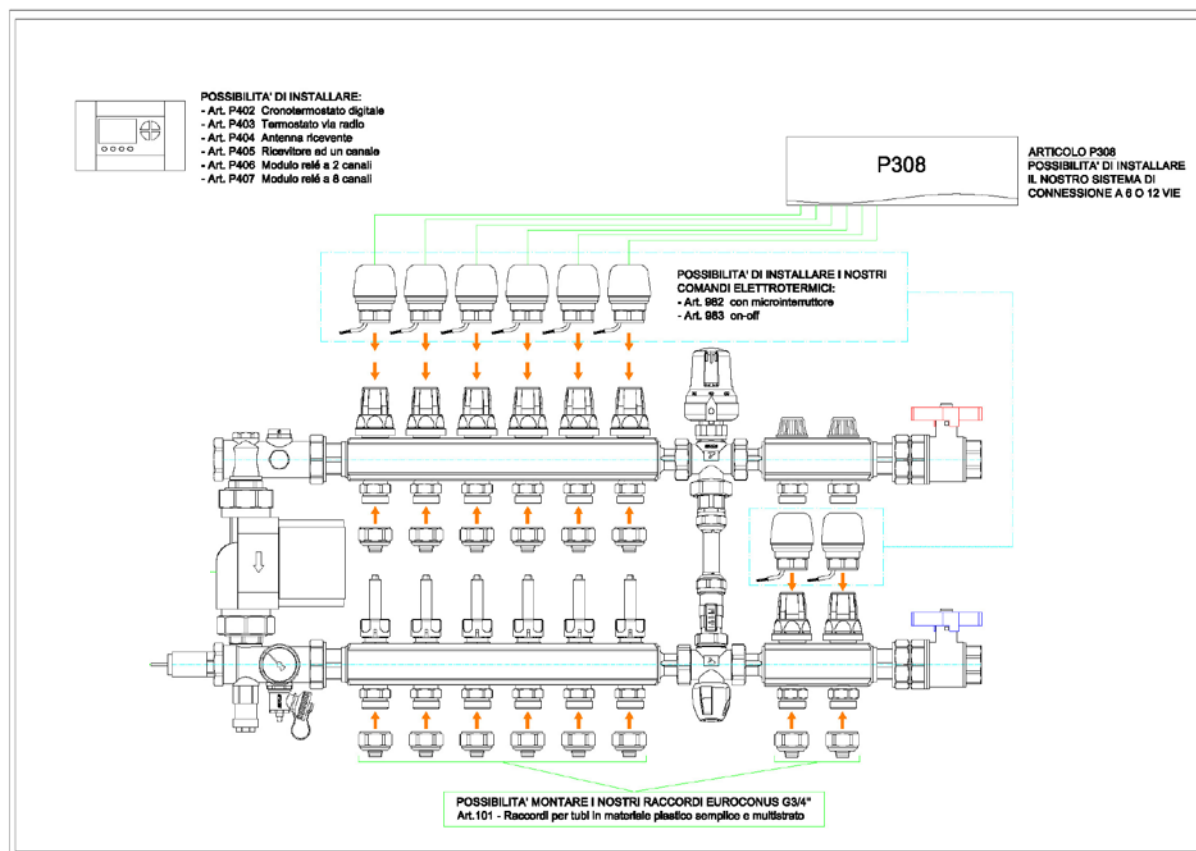 POSSIBILITA' DI INSTALLARE:
- Art. P402 Cronotermostato digitale
- Art. P403 Termostato via radio
- Art. P404 Antenna ricevente
- Art. P405 Ricevitore ad un canale
- Art. P406 Modulo relé a 2 canali
- Art. P407 Modulo relé a 8 canali
P308
ARTICOLO P308
POSSIBILITA' DI INSTALLARE
IL NOSTRO SISTEMA DI
CONNESSIONE A 6 O 12 VIE
POSSIBILITA' DI INSTALLARE I NOSTRI
COMANDI ELETTROTERMICI:
- Art. 982 con microinterruttore
- Art. 983 on-off
POSSIBILITA' MONTARE I NOSTRI RACCORDI EUROCONUS G3/4"
Art.101 - Raccordi per tubi in materiale plastico semplice e multistrato